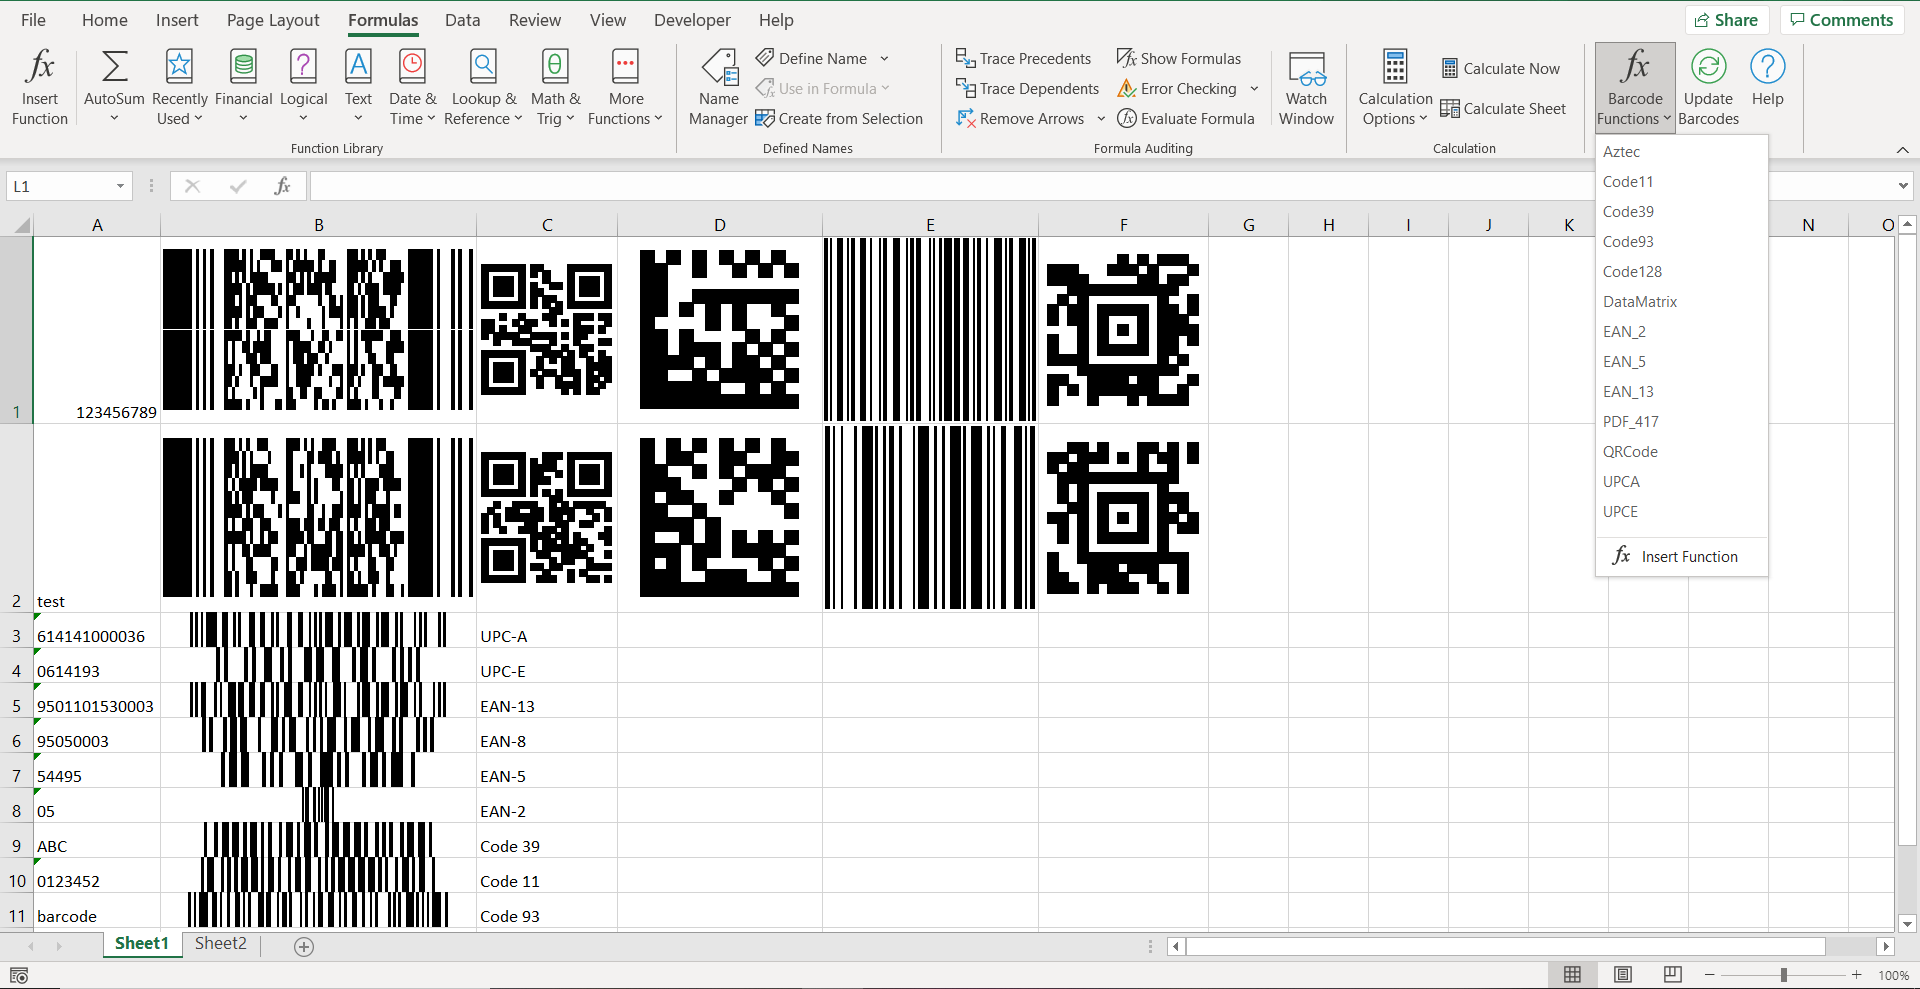 File Home Insert Page Layout Formulas Data Review View Developer Help Share Comments
fx Insert Function
AutoSum
Recently Used
Financial
Logical
Text
Date & Time
Lookup & Reference
Math & Trig
More Functions
Function Library
Name Manager
Define Name
Use in Formula
Create from Selection
Defined Names
Trace Precedents
Trace Dependents
Remove Arrows
Show Formulas
Error Checking
Evaluate Formula
Formula Auditing
Watch Window
Calculation Options
Calculate Now
Calculate Sheet
Calculation
fx Barcode Functions
Update Barcodes
Help
L1 fx
A B C D E F G H I J K N O
1 123456789
2 test
3 614141000036 UPC-A
4 0614193 UPC-E
5 9501101530003 EAN-13
6 95050003 EAN-8
7 54495 EAN-5
8 05 EAN-2
9 ABC Code 39
10 0123452 Code 11
11 barcode Code 93
Aztec
Code11
Code39
Code93
Code128
DataMatrix
EAN_2
EAN_5
EAN_13
PDF_417
QRCode
UPCA
UPCE
fx Insert Function
Sheet1 Sheet2
100%